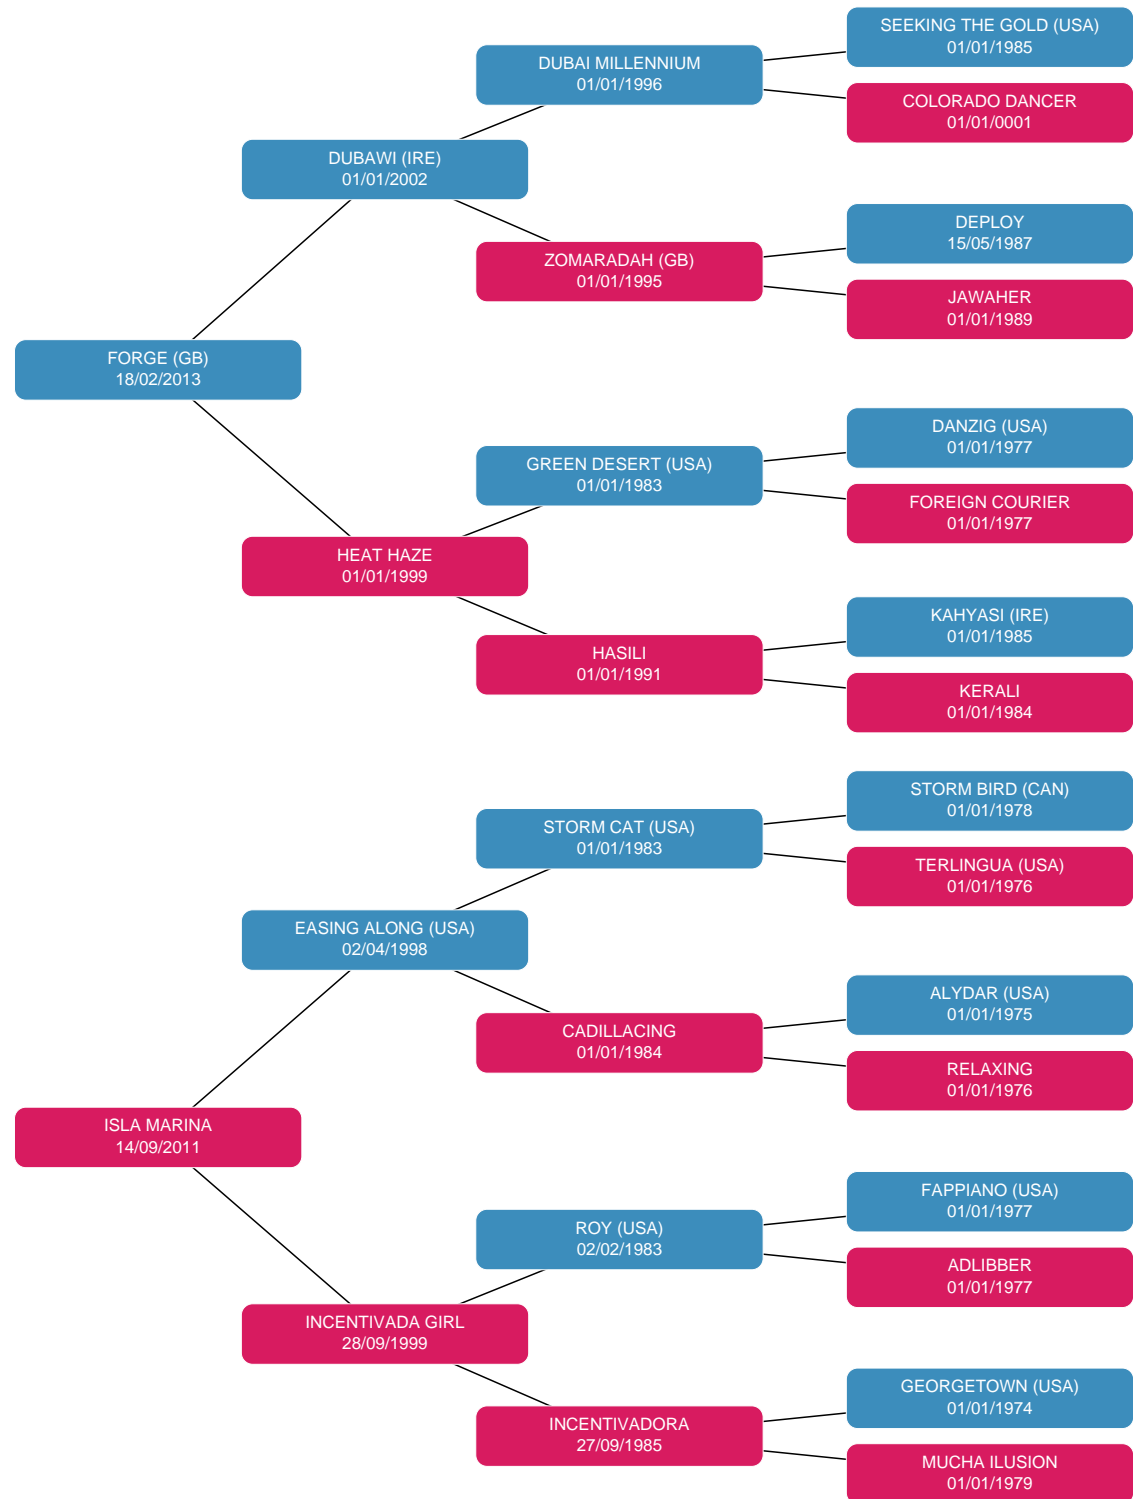 SEEKING THE GOLD (USA)
01/01/1985
DUBAI MILLENNIUM
01/01/1996
COLORADO DANCER
01/01/0001
DUBAWI (IRE)
01/01/2002
DEPLOY
15/05/1987
ZOMARADAH (GB)
01/01/1995
JAWAHER
01/01/1989
FORGE (GB)
18/02/2013
DANZIG (USA)
01/01/1977
GREEN DESERT (USA)
01/01/1983
FOREIGN COURIER
01/01/1977
HEAT HAZE
01/01/1999
KAHYASI (IRE)
01/01/1985
HASILI
01/01/1991
KERALI
01/01/1984
STORM BIRD (CAN)
01/01/1978
STORM CAT (USA)
01/01/1983
TERLINGUA (USA)
01/01/1976
EASING ALONG (USA)
02/04/1998
ALYDAR (USA)
01/01/1975
CADILLACING
01/01/1984
RELAXING
01/01/1976
ISLA MARINA
14/09/2011
FAPPIANO (USA)
01/01/1977
ROY (USA)
02/02/1983
ADLIBBER
01/01/1977
INCENTIVADA GIRL
28/09/1999
GEORGETOWN (USA)
01/01/1974
INCENTIVADORA
27/09/1985
MUCHA ILUSION
01/01/1979